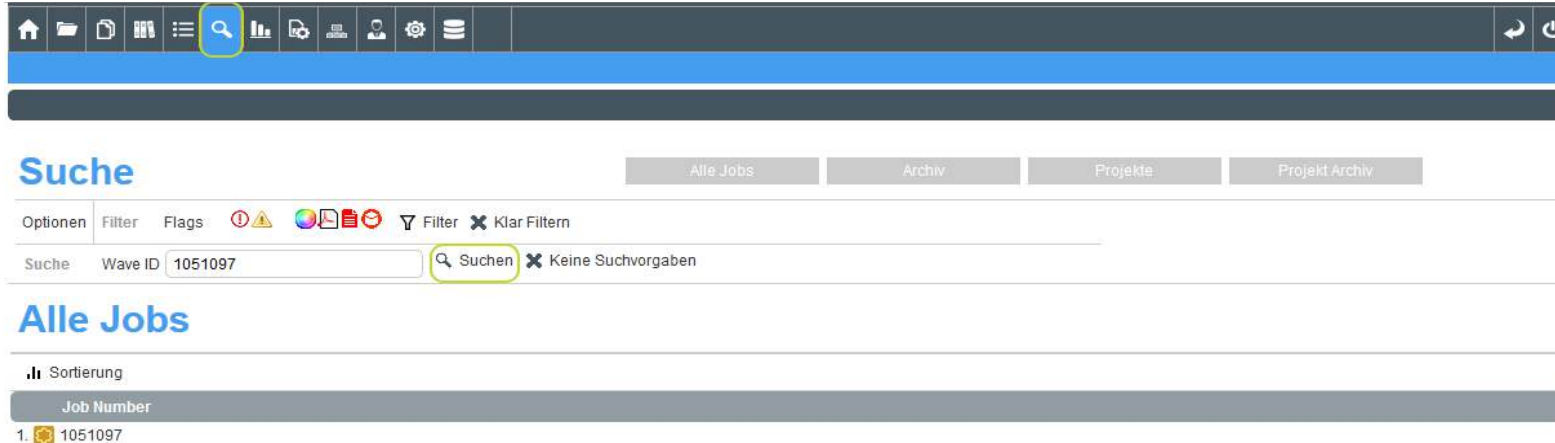 Suche
Alle Jobs Archiv Projekte Projekt Archiv
Optionen Filter Flags Filter Klar Filtern
Suche Wave ID 1051097 Suchen Keine Suchvorgaben
Alle Jobs
Sortierung
Job Number
1. 1051097